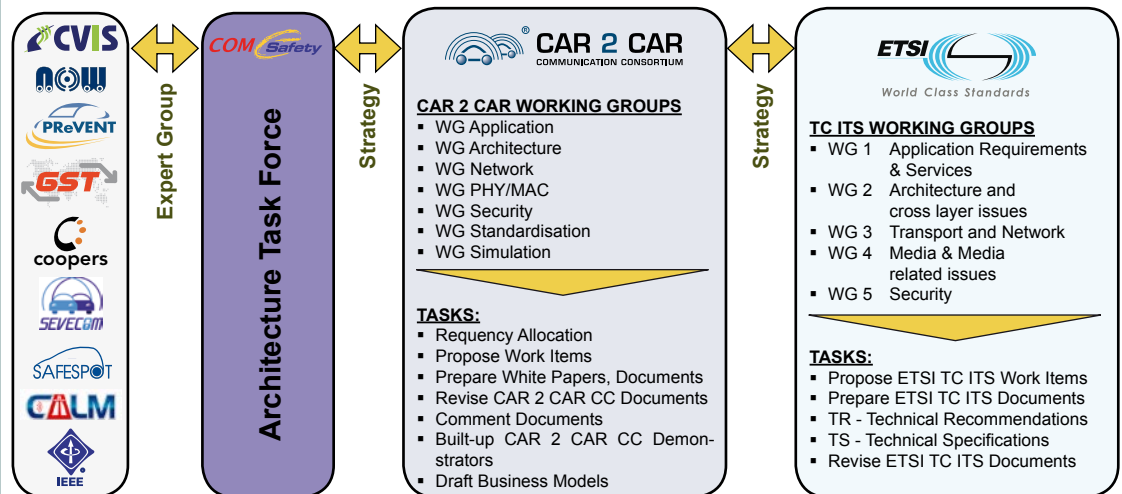 CVIS
NOW
PReVENT
GST
coopers
SEVECOM
SAFESPOT
CALM
IEEE
Expert Group
COM Safety
Architecture Task Force
Strategy
®
CAR 2 CAR
COMMUNICATION CONSORTIUM
CAR 2 CAR WORKING GROUPS
▪ WG Application
▪ WG Architecture
▪ WG Network
▪ WG PHY/MAC
▪ WG Security
▪ WG Standardisation
▪ WG Simulation
TASKS:
▪ Requency Allocation
▪ Propose Work Items
▪ Prepare White Papers, Documents
▪ Revise CAR 2 CAR CC Documents
▪ Comment Documents
▪ Built-up CAR 2 CAR CC Demon-
strators
▪ Draft Business Models
Strategy
ETSI
World Class Standards
TC ITS WORKING GROUPS
▪ WG 1 Application Requirements
& Services
▪ WG 2 Architecture and
cross layer issues
▪ WG 3 Transport and Network
▪ WG 4 Media & Media
related issues
▪ WG 5 Security
TASKS:
▪ Propose ETSI TC ITS Work Items
▪ Prepare ETSI TC ITS Documents
▪ TR - Technical Recommendations
▪ TS - Technical Specifications
▪ Revise ETSI TC ITS Documents